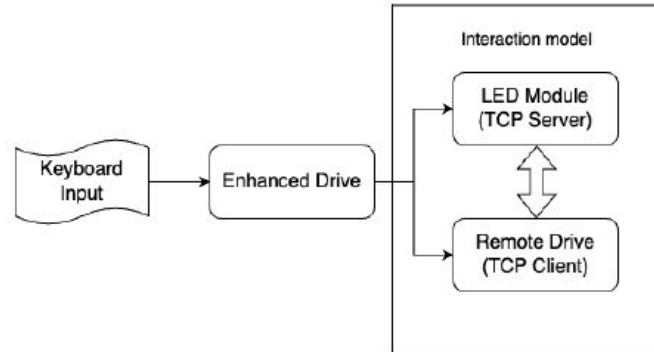 Interaction model
LED Module
(TCP Server)
Keyboard
Input
Enhanced Drive
Remote Drive
(TCP Client)